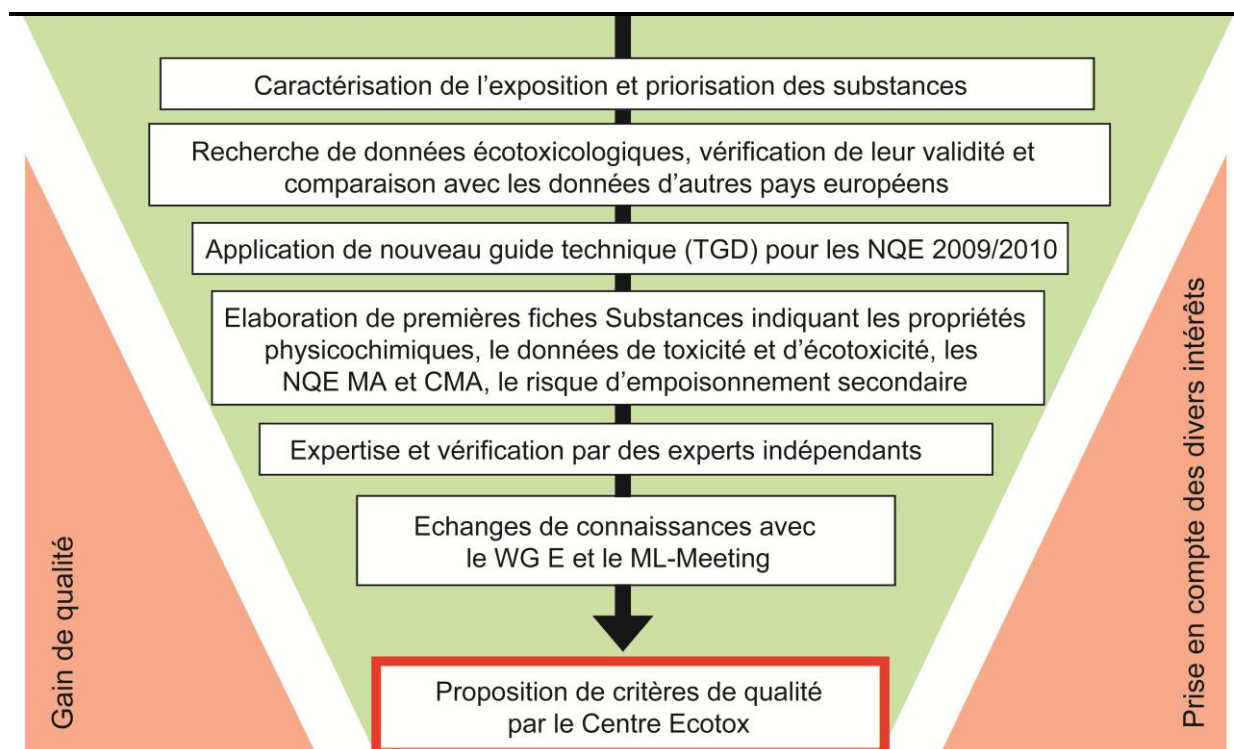 Caractérisation de l’exposition et priorisation des substances
Recherche de données écotoxicologiques, vérification de leur validité et
comparaison avec les données d’autres pays européens
Application de nouveau guide technique (TGD) pour les NQE 2009/2010
Elaboration de premières fiches Substances indiquant les propriétés
physicochimiques, le données de toxicité et d’écotoxicité, les
NQE MA et CMA, le risque d’empoisonnement secondaire
Expertise et vérification par des experts indépendants
Echanges de connaissances avec
le WG E et le ML-Meeting
Proposition de critères de qualité
par le Centre Ecotox
Gain de qualité
Prise en compte des divers intérêts